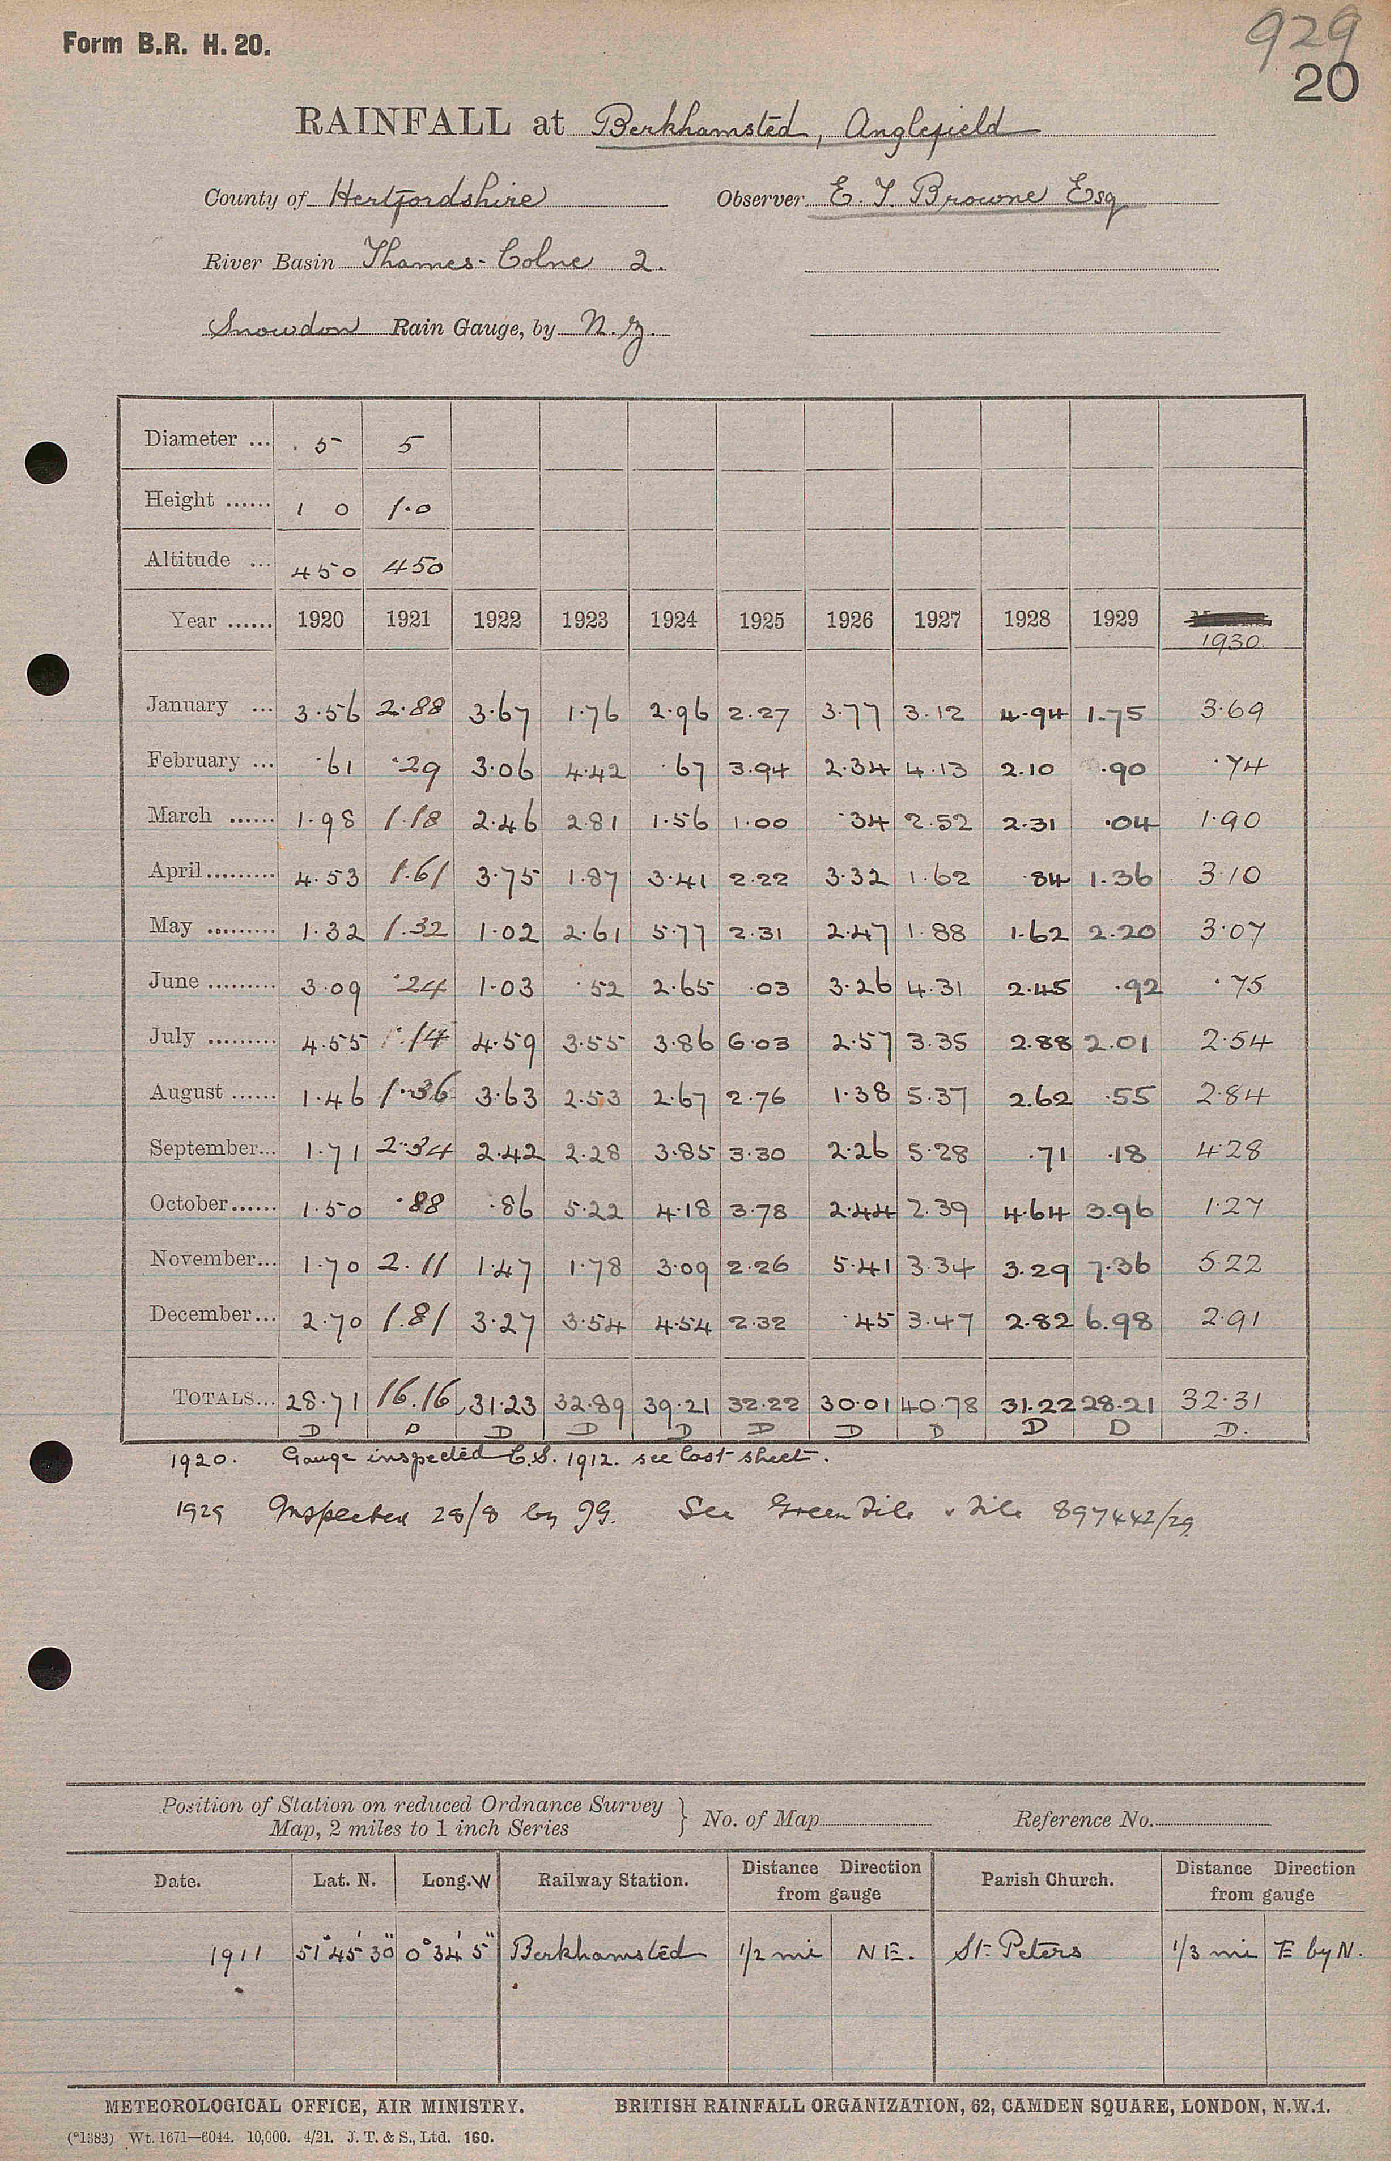 Form B.R. H. 20.
929
20
RAINFALL at Berkhamsted, Anglefield
County of Hertfordshire Observer E. T. Browne Esq
River Basin Thames-Colne 2.
Snowdon Rain Gauge, by N. Z.
Diameter ... 5 5
Height ...... 1 0 1.0
Altitude ... 450 450
Year ...... 1920 1921 1922 1923 1924 1925 1926 1927 1928 1929 1930
January ... 3.56 2.88 3.67 1.76 2.96 2.27 3.77 3.12 4.94 1.75 3.69
February ... .61 .29 3.06 4.42 .67 3.94 2.34 4.13 2.10 .90 .74
March ...... 1.98 1.18 2.46 2.81 1.56 1.00 .34 2.52 2.31 .04 1.90
April ......... 4.53 1.61 3.75 1.87 3.41 2.22 3.32 1.62 .84 1.36 3.10
May ......... 1.32 1.32 1.02 2.61 5.77 2.31 2.47 1.88 1.62 2.20 3.07
June ......... 3.09 .24 1.03 .52 2.65 .03 3.26 4.31 2.45 .92 .75
July ......... 4.55 .14 4.59 3.55 3.86 6.03 2.57 3.35 2.88 2.01 2.54
August ...... 1.46 1.36 3.63 2.53 2.67 2.76 1.38 5.37 2.62 .55 2.84
September... 1.71 2.34 2.42 2.28 3.85 3.30 2.26 5.28 .71 .18 4.28
October...... 1.50 .88 .86 5.22 4.18 3.78 2.44 2.39 4.64 3.96 1.27
November... 1.70 2.11 1.47 1.78 3.09 2.26 5.41 3.34 3.29 7.36 5.22
December... 2.70 1.81 3.27 3.54 4.54 2.32 .45 3.47 2.82 6.98 2.91
TOTALS... 28.71 16.16 31.23 32.89 39.21 32.22 30.01 40.78 31.22 28.21 32.31
D D D D D D D D D D D.
1920. Gauge inspected C.S. 1912. see last sheet.
1929 Inspected 28/8 by JG. See Green File & File 897442/29
Position of Station on reduced Ordnance Survey
Map, 2 miles to 1 inch Series } No. of Map Reference No.
Date. Lat. N. Long. W Railway Station. Distance Direction from gauge Parish Church. Distance Direction from gauge
1911 51° 45' 30" 0° 34' 5" Berkhamsted 1/2 mi N E. St. Peters 1/3 mi E by N.
METEOROLOGICAL OFFICE, AIR MINISTRY. BRITISH RAINFALL ORGANIZATION, 62, CAMDEN SQUARE, LONDON, N.W.1.
(*1383) Wt. 1671—6044. 10,000. 4/21. J. T. & S., Ltd. 160.